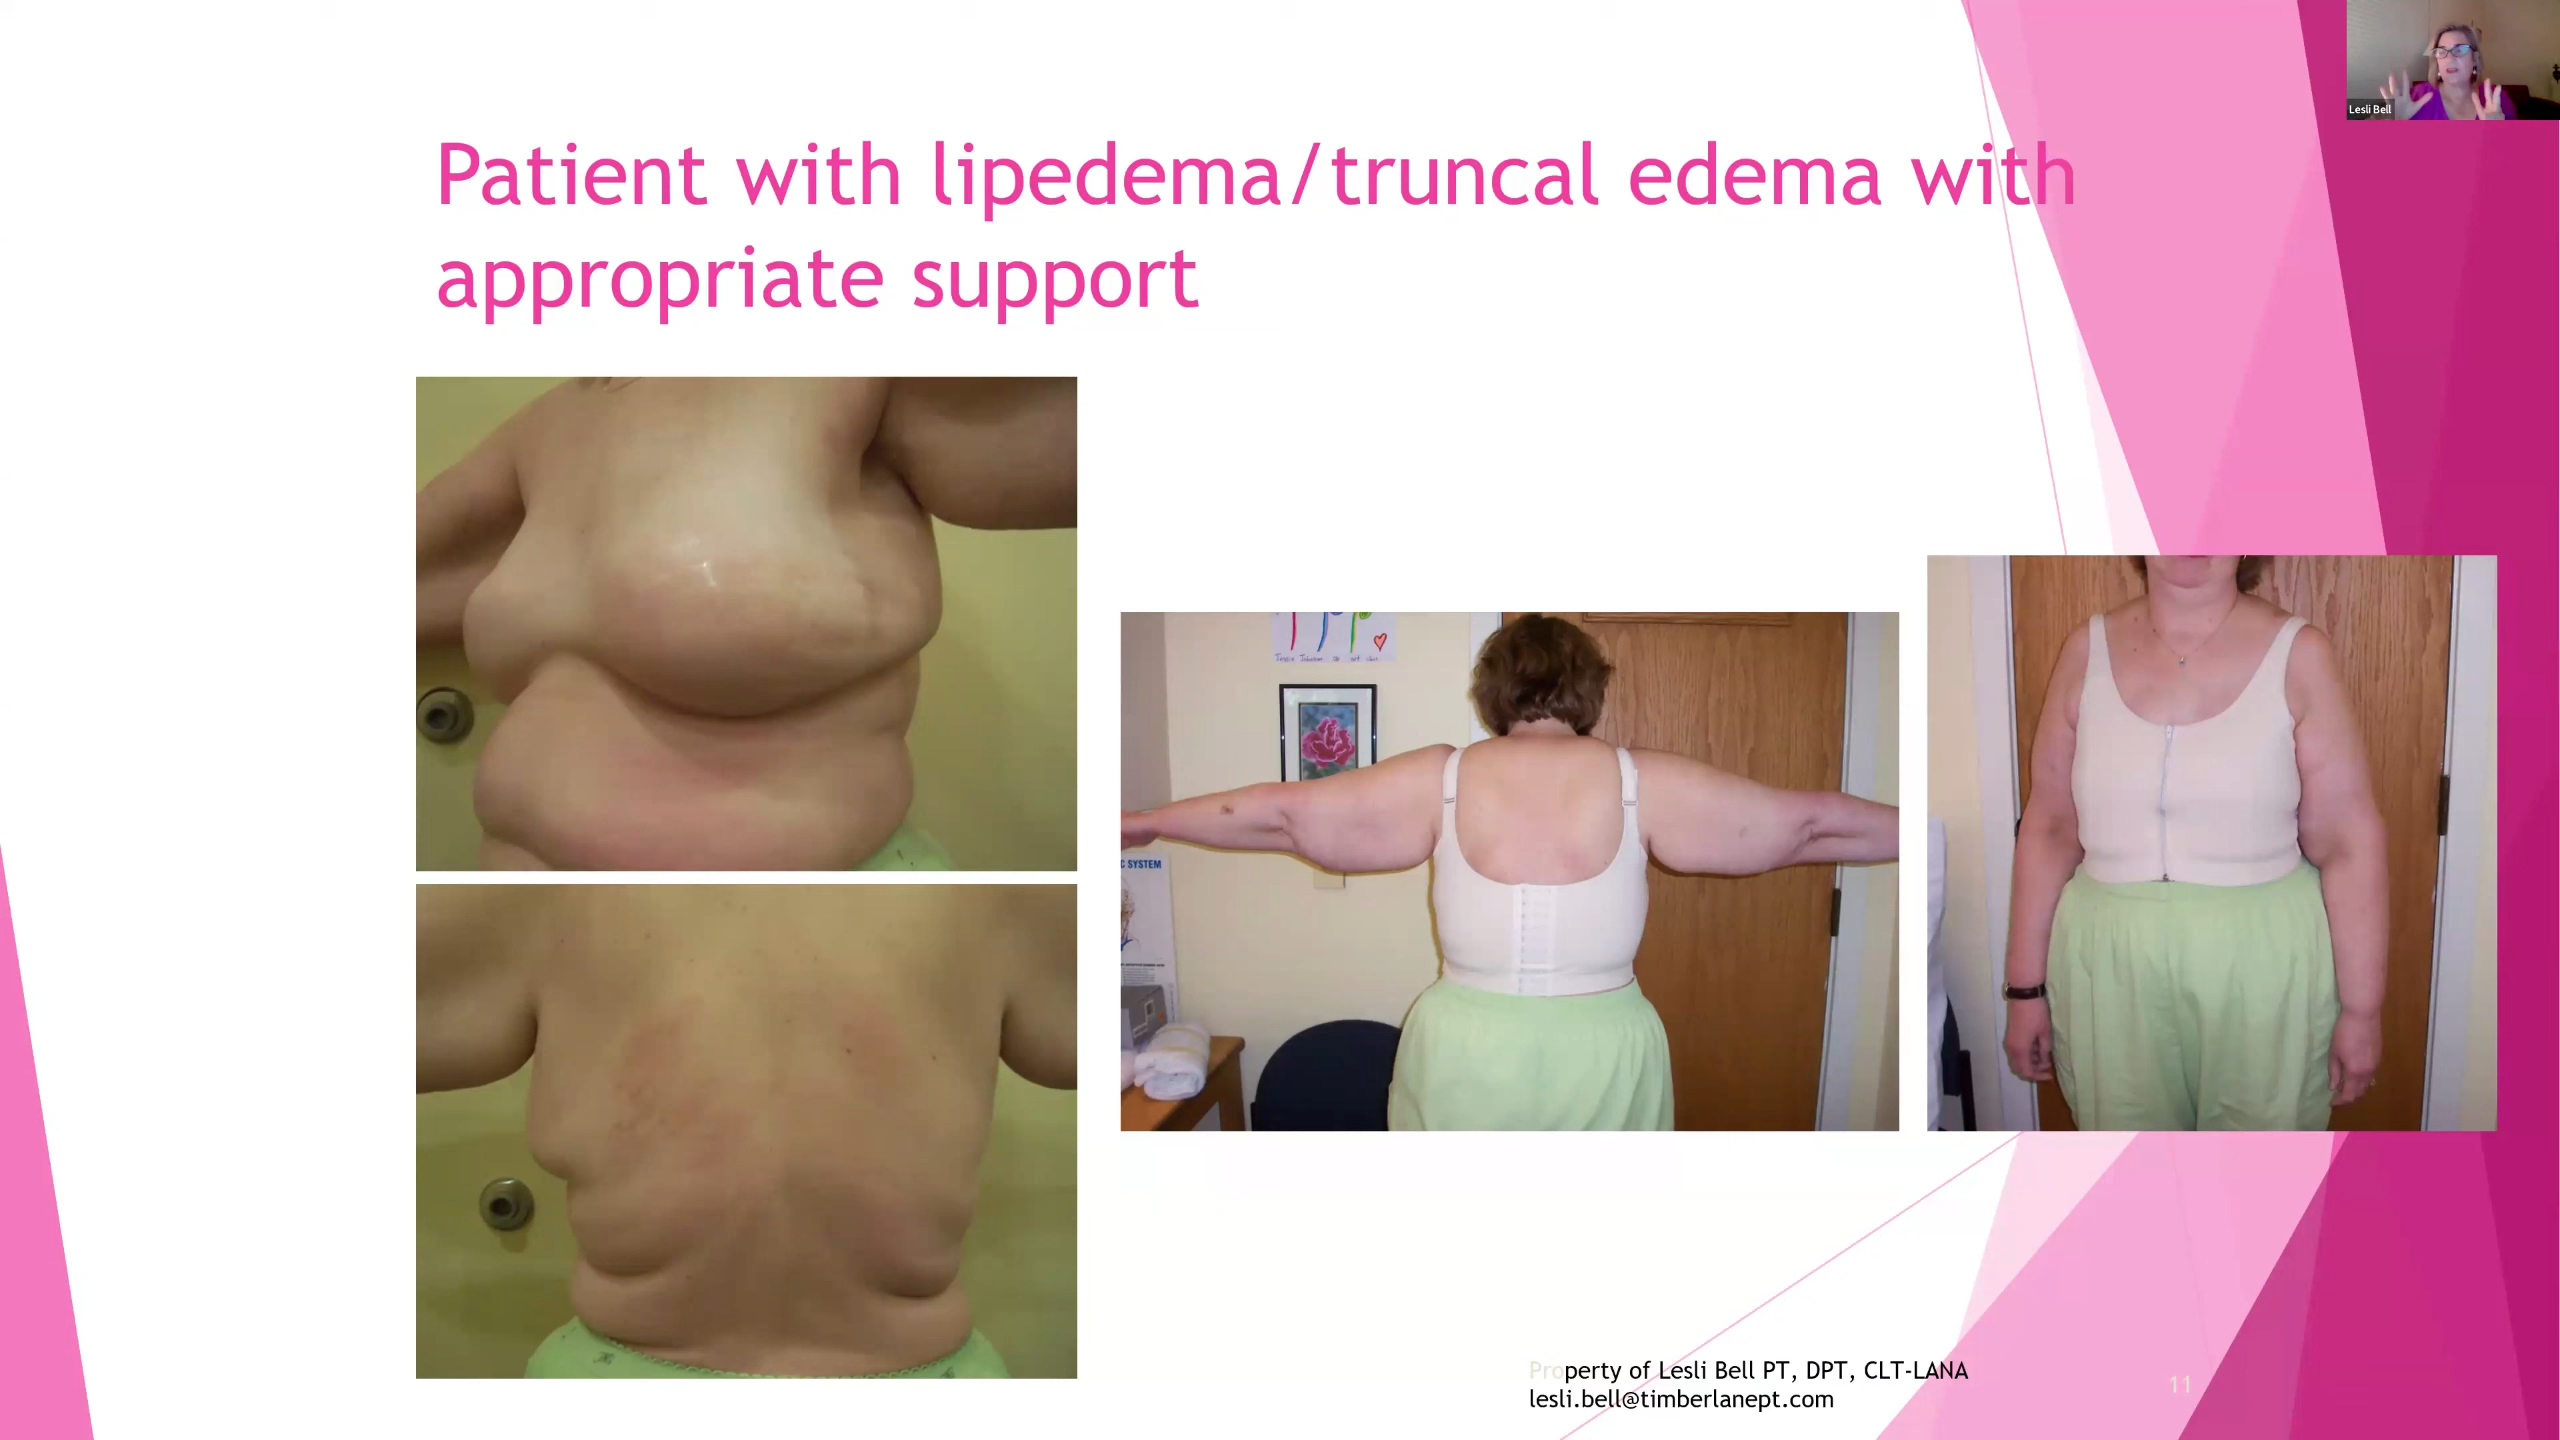 Lesli Bell
Patient with lipedema/truncal edema with
appropriate support
C SYSTEM
Property of Lesli Bell PT, DPT, CLT-LANA
lesli.bell@timberlanept.com
11